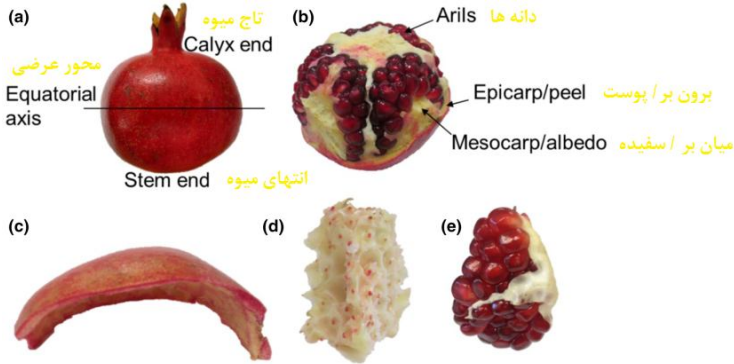 (a)
تاج میوه
Calyx end
محور عرضی
Equatorial
axis
Stem end انتهای میوه
(b)
Arils دانه ها
Epicarp/peel برون بر / پوست
Mesocarp/albedo میان بر / سفیده
(c)
(d)
(e)